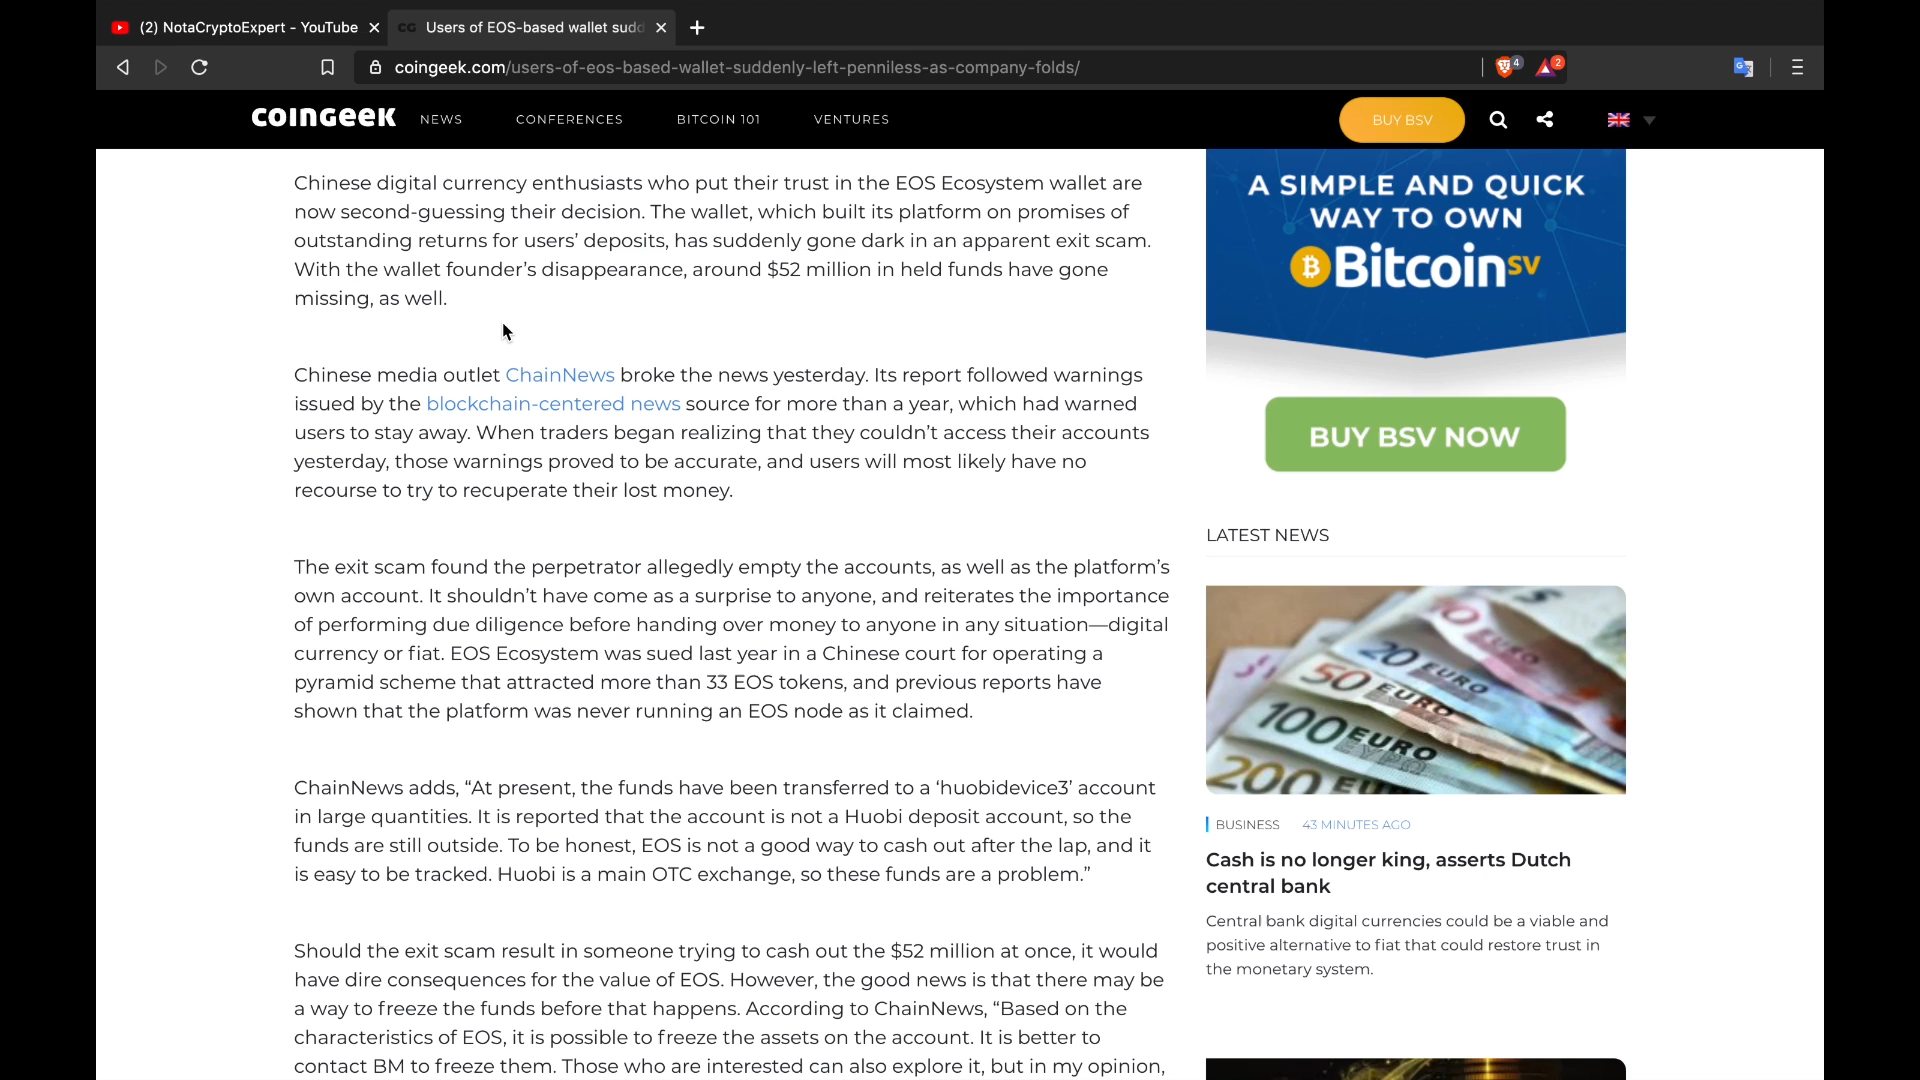 (2) NotaCryptoExpert - YouTube
CG Users of EOS-based wallet sudd
coingeek.com/users-of-eos-based-wallet-suddenly-left-penniless-as-company-folds/
4
2
coingeek
NEWS
CONFERENCES
BITCOIN 101
VENTURES
BUY BSV
Chinese digital currency enthusiasts who put their trust in the EOS Ecosystem wallet are
now second-guessing their decision. The wallet, which built its platform on promises of
outstanding returns for users’ deposits, has suddenly gone dark in an apparent exit scam.
With the wallet founder’s disappearance, around $52 million in held funds have gone
missing, as well.
Chinese media outlet ChainNews broke the news yesterday. Its report followed warnings
issued by the blockchain-centered news source for more than a year, which had warned
users to stay away. When traders began realizing that they couldn’t access their accounts
yesterday, those warnings proved to be accurate, and users will most likely have no
recourse to try to recuperate their lost money.
The exit scam found the perpetrator allegedly empty the accounts, as well as the platform’s
own account. It shouldn’t have come as a surprise to anyone, and reiterates the importance
of performing due diligence before handing over money to anyone in any situation—digital
currency or fiat. EOS Ecosystem was sued last year in a Chinese court for operating a
pyramid scheme that attracted more than 33 EOS tokens, and previous reports have
shown that the platform was never running an EOS node as it claimed.
ChainNews adds, “At present, the funds have been transferred to a ‘huobidevice3’ account
in large quantities. It is reported that the account is not a Huobi deposit account, so the
funds are still outside. To be honest, EOS is not a good way to cash out after the lap, and it
is easy to be tracked. Huobi is a main OTC exchange, so these funds are a problem.”
Should the exit scam result in someone trying to cash out the $52 million at once, it would
have dire consequences for the value of EOS. However, the good news is that there may be
a way to freeze the funds before that happens. According to ChainNews, “Based on the
characteristics of EOS, it is possible to freeze the assets on the account. It is better to
contact BM to freeze them. Those who are interested can also explore it, but in my opinion,
A SIMPLE AND QUICK
WAY TO OWN
Bitcoin SV
BUY BSV NOW
LATEST NEWS
10 EURO
20 EURO
50 EURO
100 EURO
200
BUSINESS 43 MINUTES AGO
Cash is no longer king, asserts Dutch
central bank
Central bank digital currencies could be a viable and
positive alternative to fiat that could restore trust in
the monetary system.